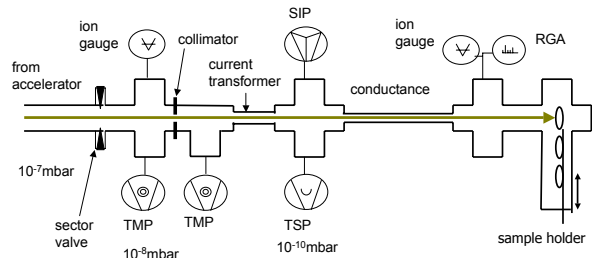 SIP
ion
gauge
collimator
ion
gauge
RGA
from
accelerator
current
transformer
conductance
10-7mbar
sector
valve
TMP
TMP
TSP
10-8mbar
10-10mbar
sample holder